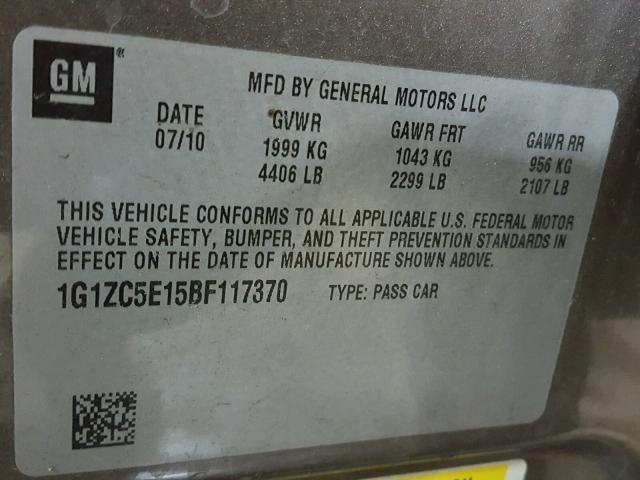 GM®
MFD BY GENERAL MOTORS LLC
DATE GVWR GAWR FRT GAWR RR
07/10 1999 KG 1043 KG 956 KG
4406 LB 2299 LB 2107 LB
THIS VEHICLE CONFORMS TO ALL APPLICABLE U.S. FEDERAL MOTOR
VEHICLE SAFETY, BUMPER, AND THEFT PREVENTION STANDARDS IN
EFFECT ON THE DATE OF MANUFACTURE SHOWN ABOVE.
1G1ZC5E15BF117370 TYPE: PASS CAR